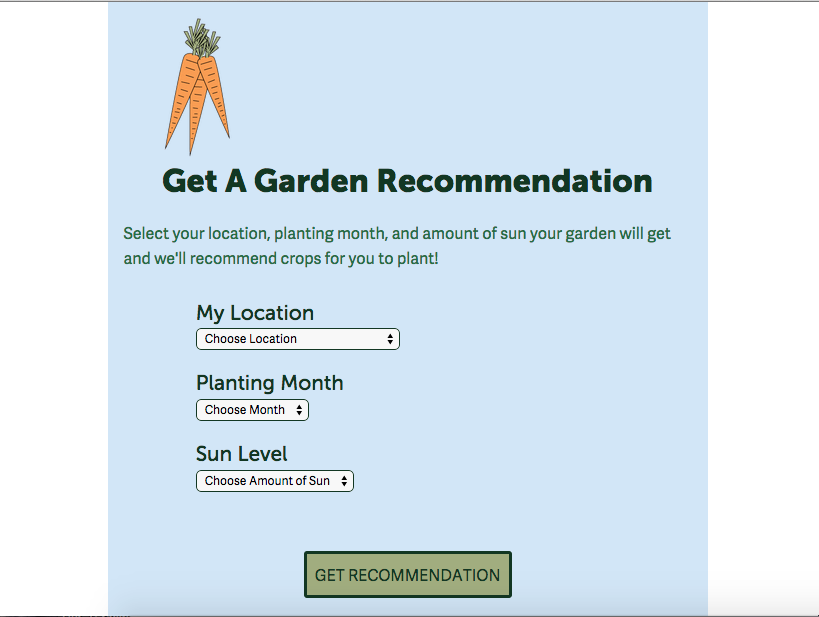 Get A Garden Recommendation
Select your location, planting month, and amount of sun your garden will get
and we'll recommend crops for you to plant!
My Location
Choose Location
Planting Month
Choose Month
Sun Level
Choose Amount of Sun
GET RECOMMENDATION